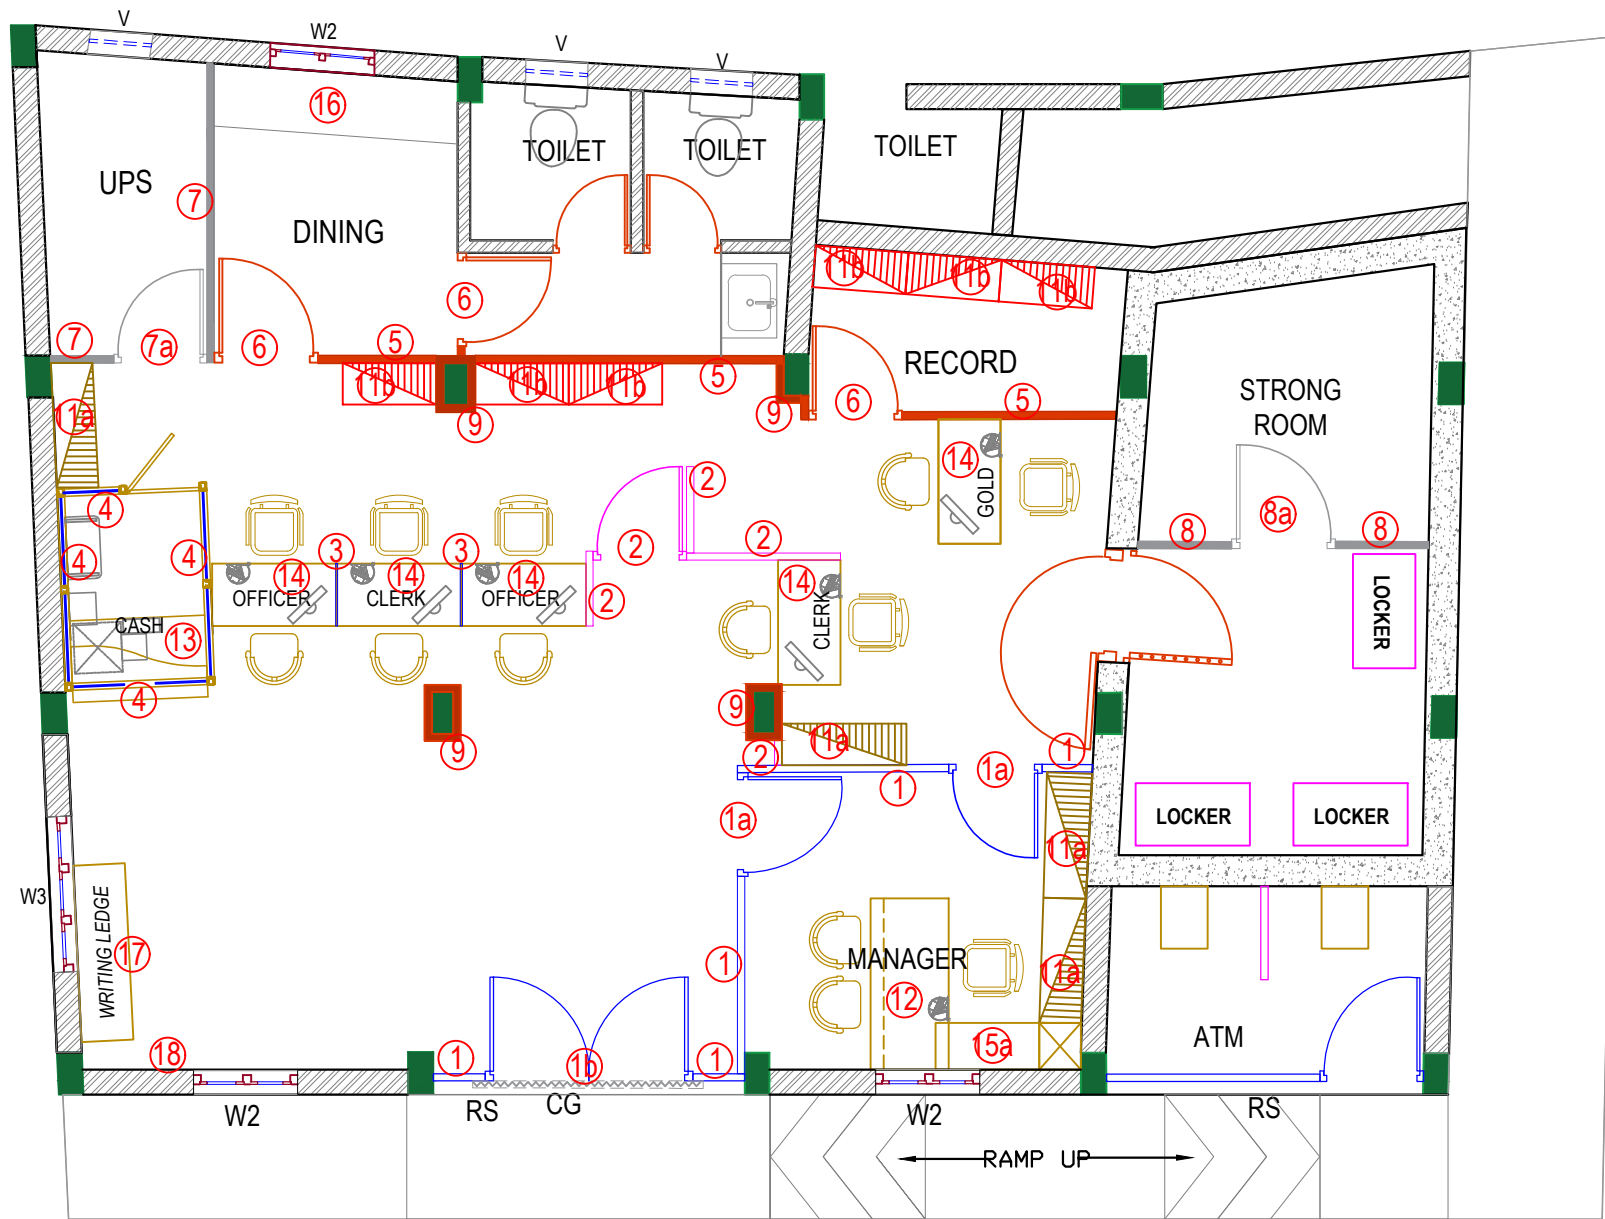 V
W2
V
V
16
TOILET
TOILET
TOILET
UPS
7
DINING
11b
11b
11b
6
7
7a
6
5
5
RECORD
STRONG
ROOM
11b
11b
11b
11a
9
9
6
5
14
GOLD
2
8
8a
8
4
4
4
3
3
2
2
14
14
14
14
OFFICER
CLERK
OFFICER
2
CLERK
LOCKER
CASH
13
4
9
9
11a
2
1
1a
1
1a
LOCKER
LOCKER
11a
W3
WRITING LEDGE
17
1
MANAGER
12
11a
15a
ATM
18
1
1b
1
W2
RS
CG
W2
RS
RAMP UP